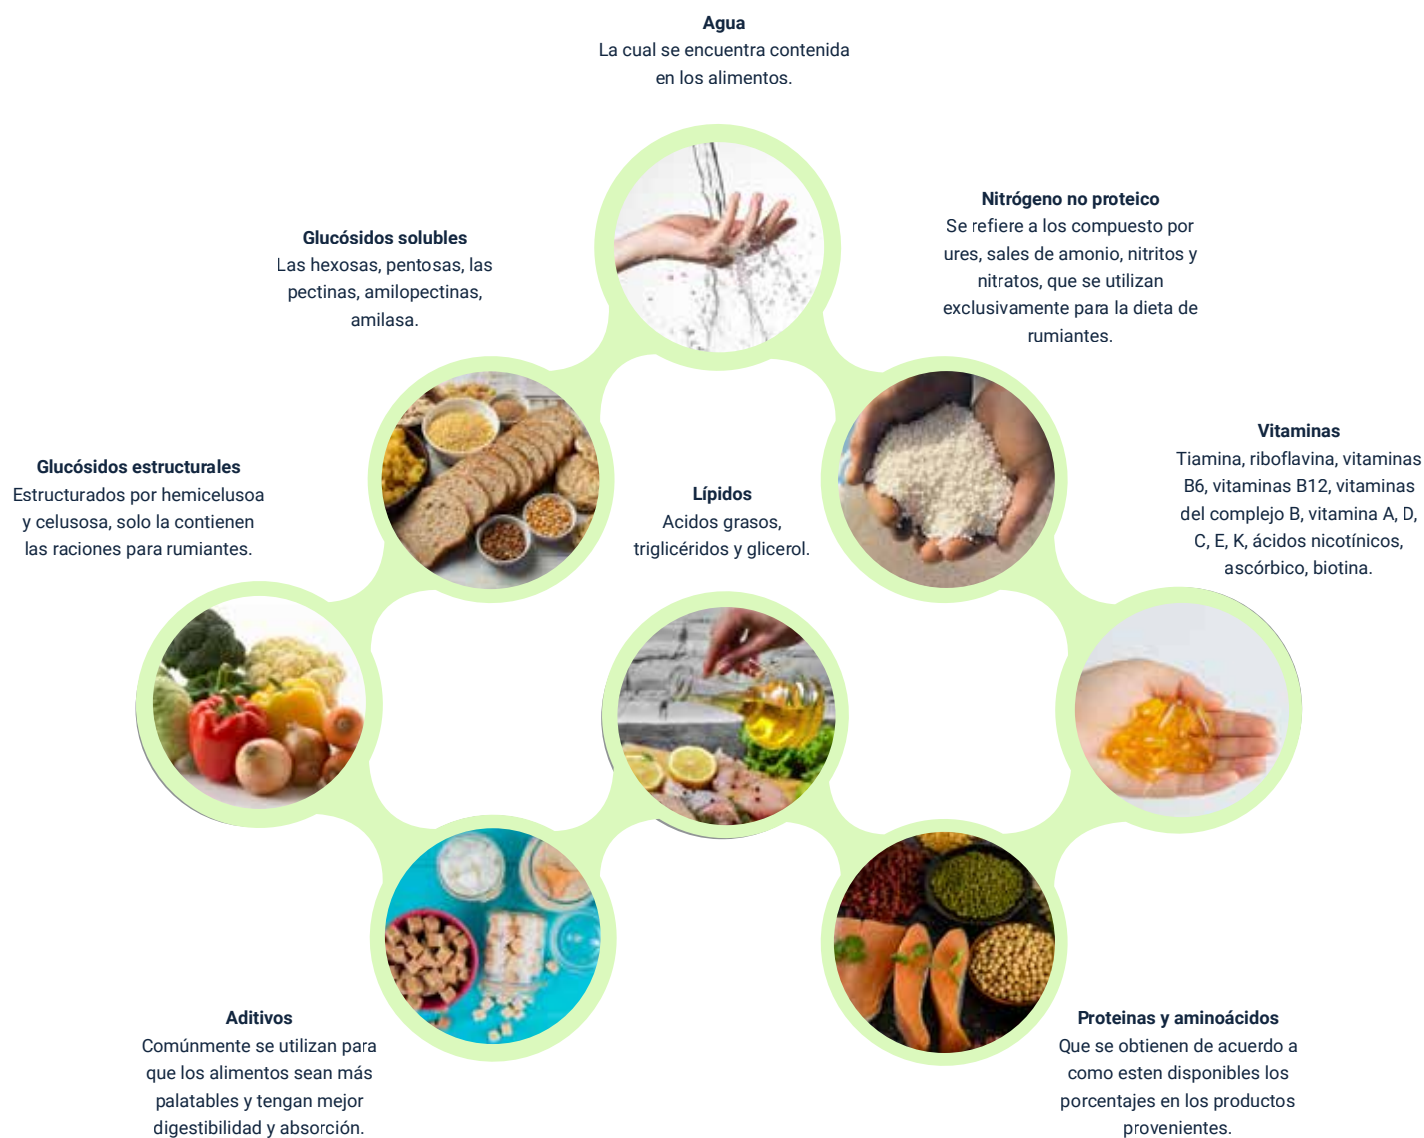 Agua
La cual se encuentra contenida
en los alimentos.
Nitrógeno no proteico
Se refiere a los compuesto por
ures, sales de amonio, nitritos y
nitratos, que se utilizan
exclusivamente para la dieta de
rumiantes.
Glucósidos solubles
Las hexosas, pentosas, las
pectinas, amilopectinas,
amilasa.
Vitaminas
Tiamina, riboflavina, vitaminas
B6, vitaminas B12, vitaminas
del complejo B, vitamina A, D,
C, E, K, ácidos nicotínicos,
ascórbico, biotina.
Glucósidos estructurales
Estructurados por hemicelusoa
y celusosa, solo la contienen
las raciones para rumiantes.
Lípidos
Acidos grasos,
triglicéridos y glicerol.
Aditivos
Comúnmente se utilizan para
que los alimentos sean más
palatables y tengan mejor
digestibilidad y absorción.
Proteinas y aminoácidos
Que se obtienen de acuerdo a
como esten disponibles los
porcentajes en los productos
provenientes.